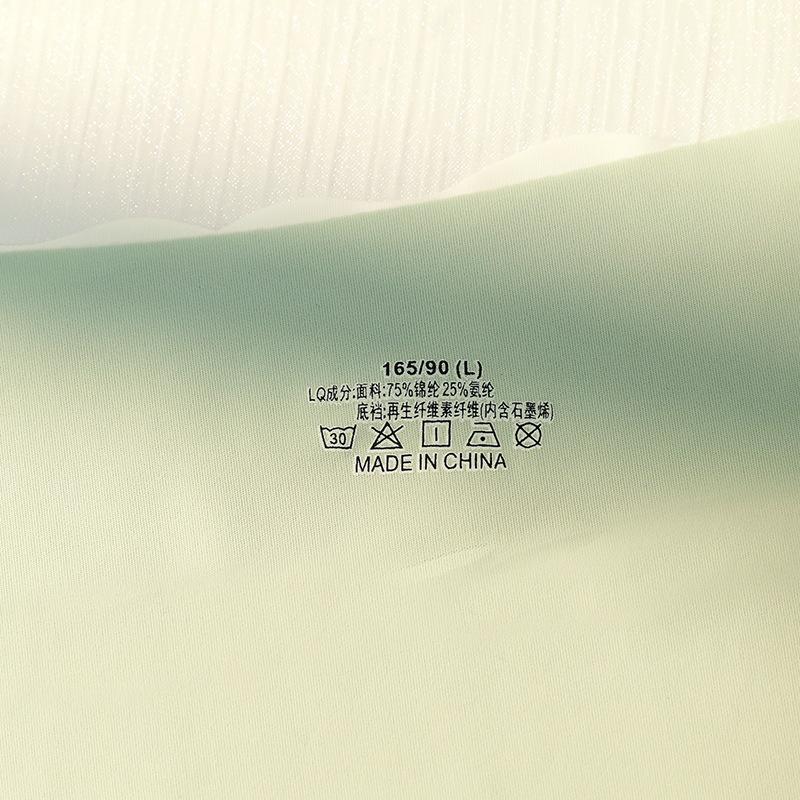 165/90 (L)
LQ成分:面料:75%锦纶 25%氨纶
底裆:再生纤维素纤维(内含石墨烯)
30
MADE IN CHINA